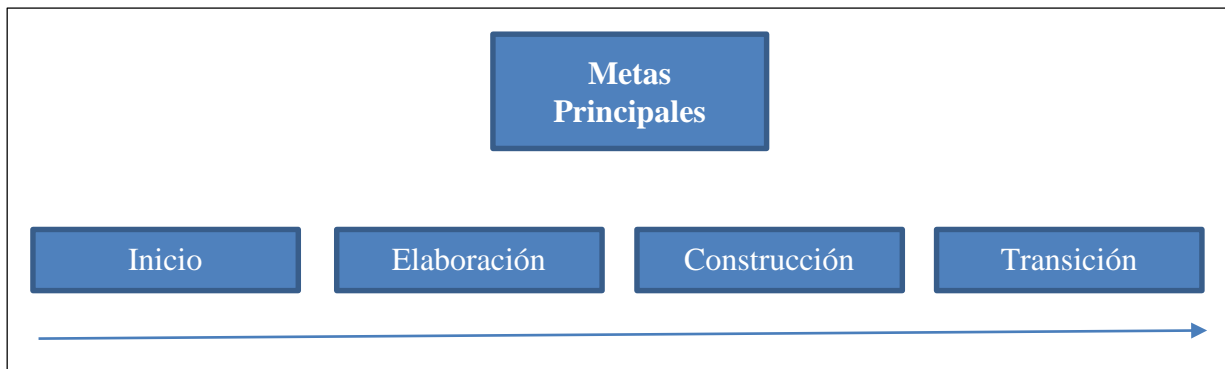 Metas
Principales
Inicio
Elaboración
Construcción
Transición